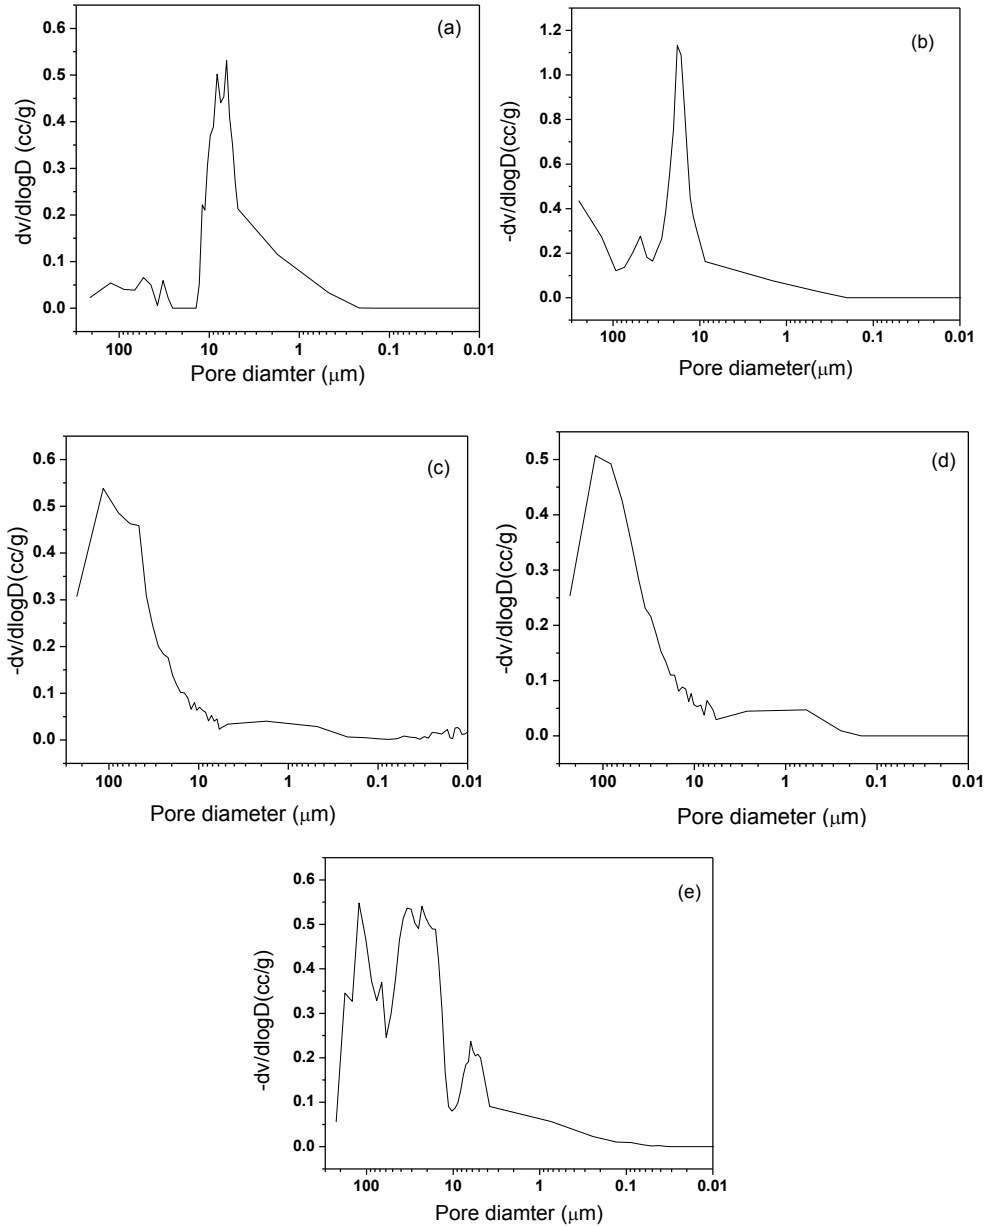 (a)
dv/dlogD (cc/g)
0.6
0.5
0.4
0.3
0.2
0.1
0.0
100 10 1 0.1 0.01
Pore diamter (μm)
(b)
-dv/dlogD(cc/g)
1.2
1.0
0.8
0.6
0.4
0.2
0.0
100 10 1 0.1 0.01
Pore diameter(μm)
(c)
-dv/dlogD(cc/g)
0.6
0.5
0.4
0.3
0.2
0.1
0.0
100 10 1 0.1 0.01
Pore diameter (μm)
(d)
-dv/dlogD(cc/g)
0.5
0.4
0.3
0.2
0.1
0.0
100 10 1 0.1 0.01
Pore diameter (μm)
(e)
-dv/dlogD(cc/g)
0.6
0.5
0.4
0.3
0.2
0.1
0.0
100 10 1 0.1 0.01
Pore diamter (μm)